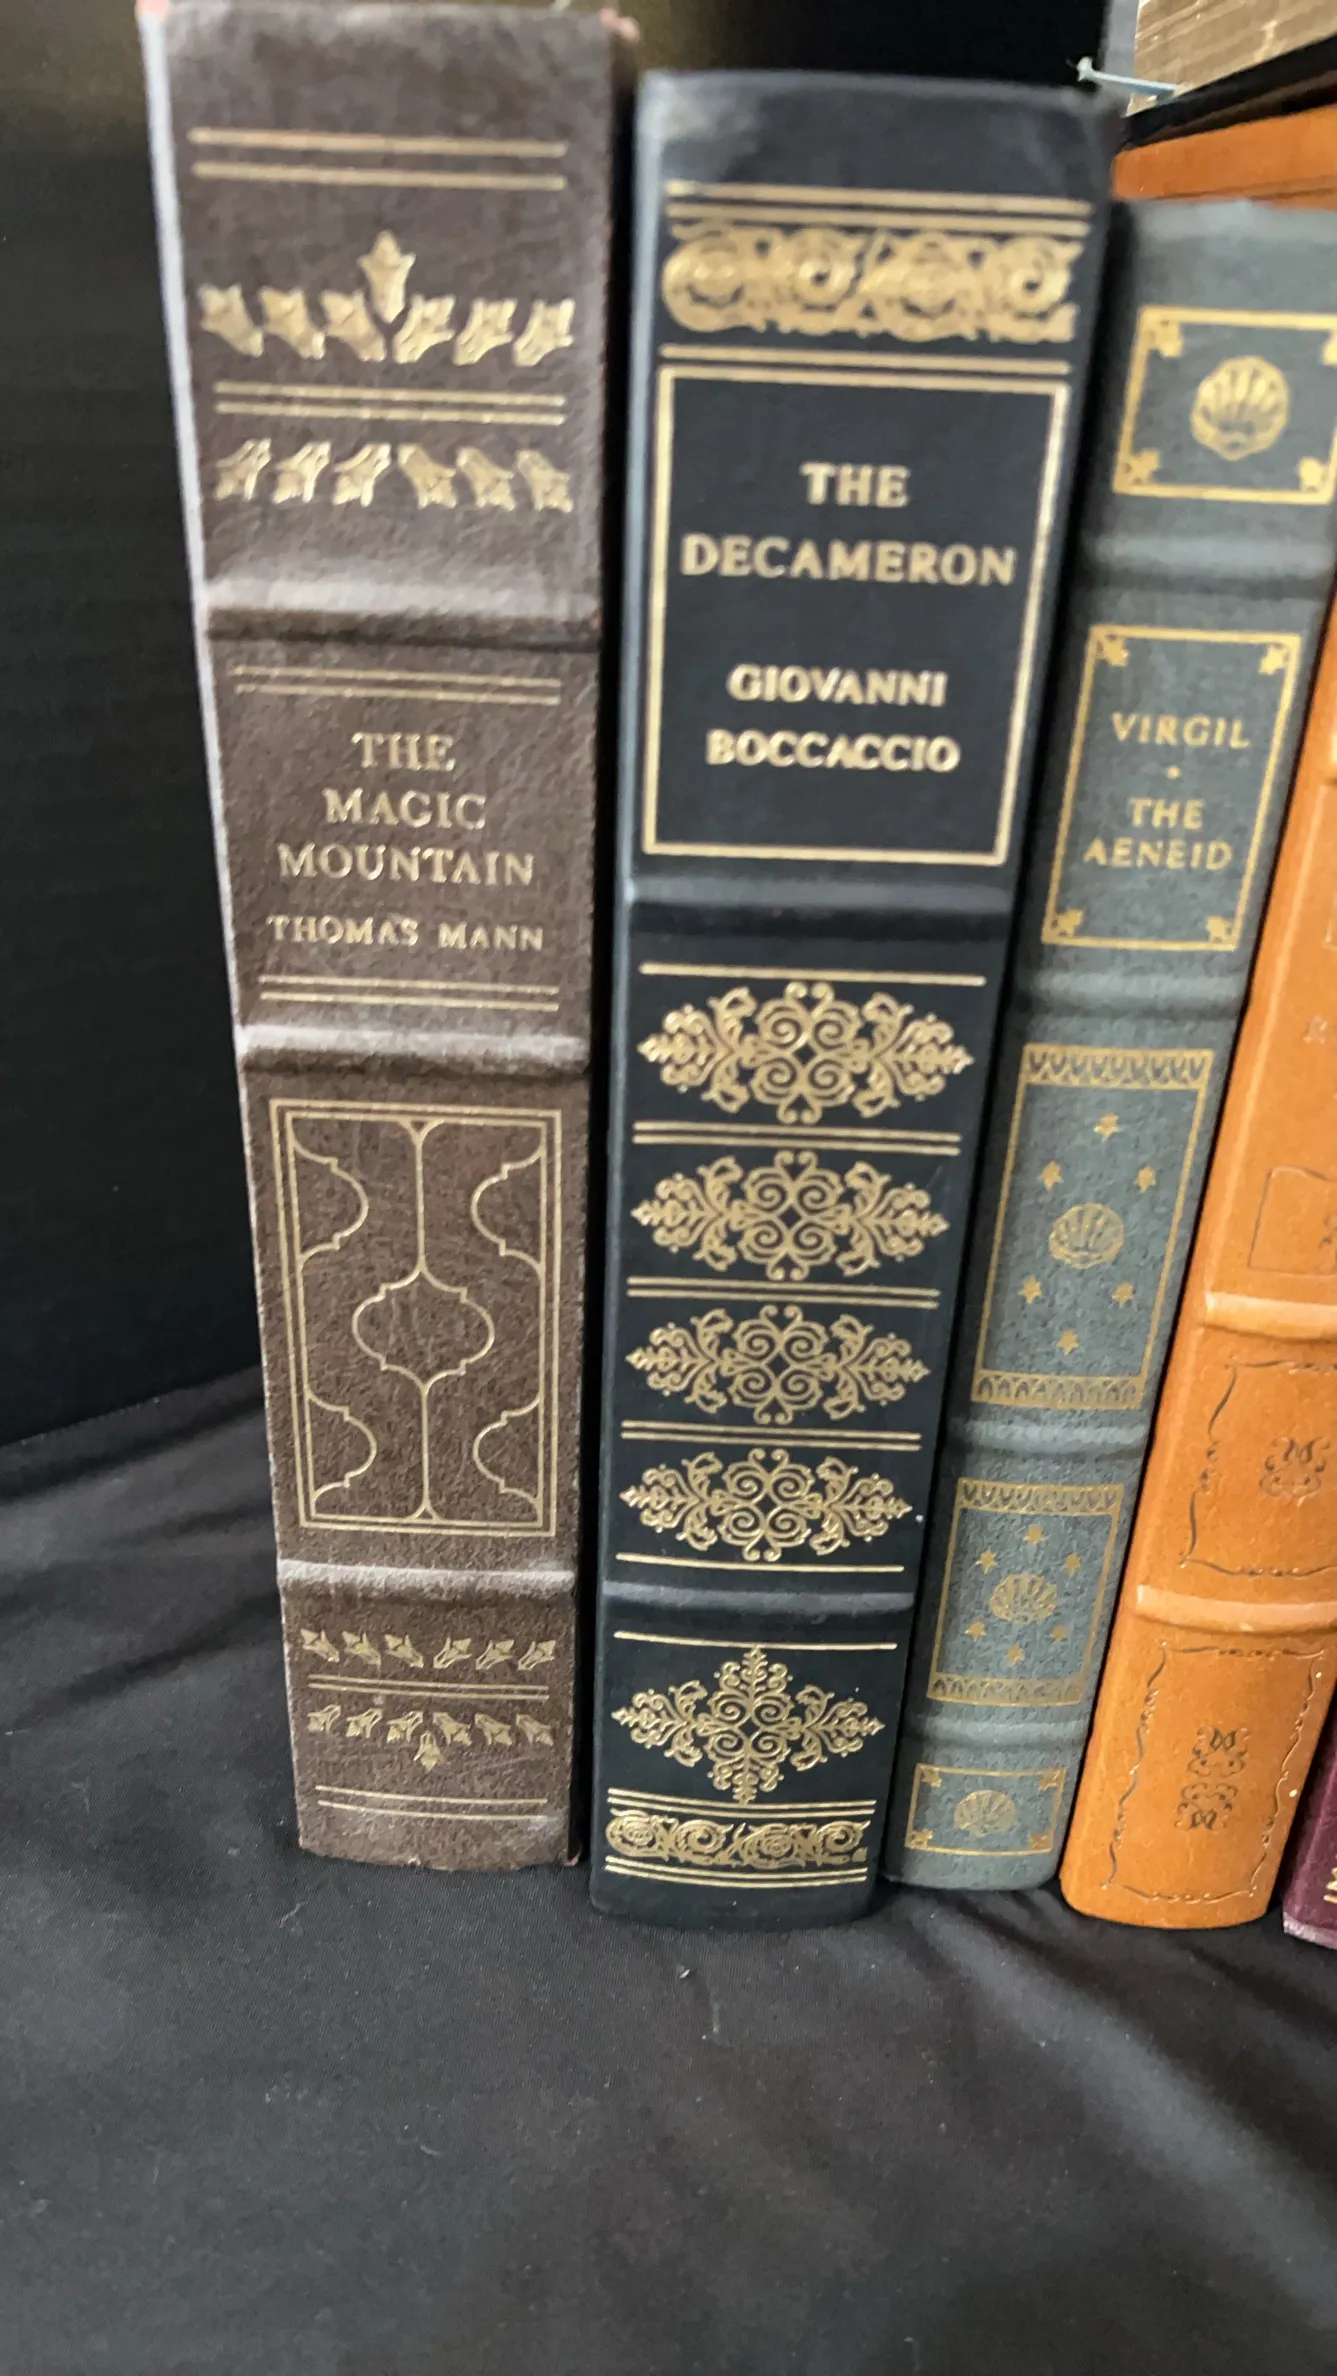 THE
MAGIC
MOUNTAIN
THOMAS MANN
THE
DECAMERON
GIOVANNI
BOCCACCIO
VIRGIL
·
THE
AENEID